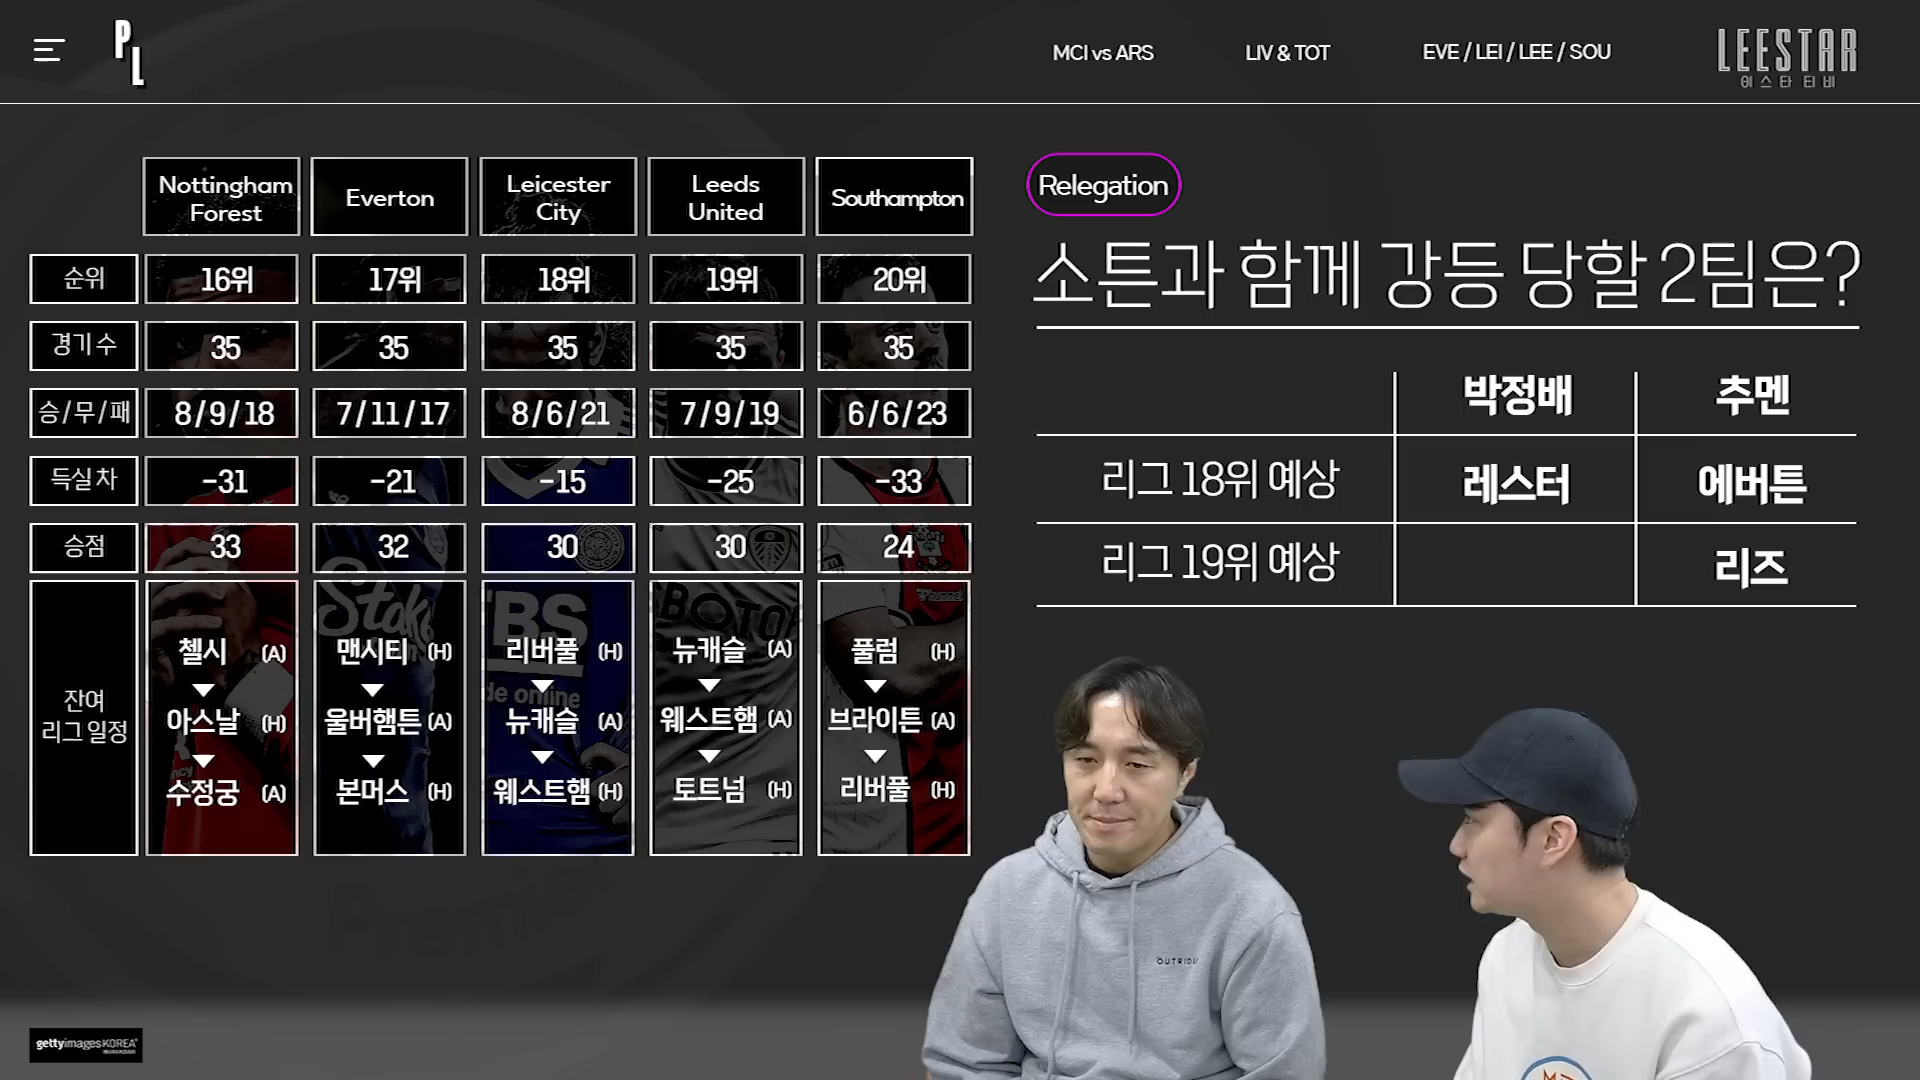 PL
MCI vs ARS
LIV & TOT
EVE / LEI / LEE / SOU
LEESTAR
이스타티비
Nottingham
Forest
Everton
Leicester
City
Leeds
United
Southampton
순위
16위
17위
18위
19위
20위
경기 수
35
35
35
35
35
승/무/패
8/9/18
7/11/17
8/6/21
7/9/19
6/6/23
득실 차
-31
-21
-15
-25
-33
승점
33
32
30
30
24
잔여
리그 일정
첼시 (A)
아스날 (H)
수정궁 (A)
맨시티 (H)
울버햄튼 (A)
본머스 (H)
리버풀 (H)
뉴캐슬 (A)
웨스트햄 (H)
뉴캐슬 (A)
웨스트햄 (A)
토트넘 (H)
풀럼 (H)
브라이튼 (A)
리버풀 (H)
Relegation
소튼과 함께 강등 당할 2팀은?
박정배
추멘
리그 18위 예상
레스터
에버튼
리그 19위 예상
리즈
Premier
gettyimagesKOREA